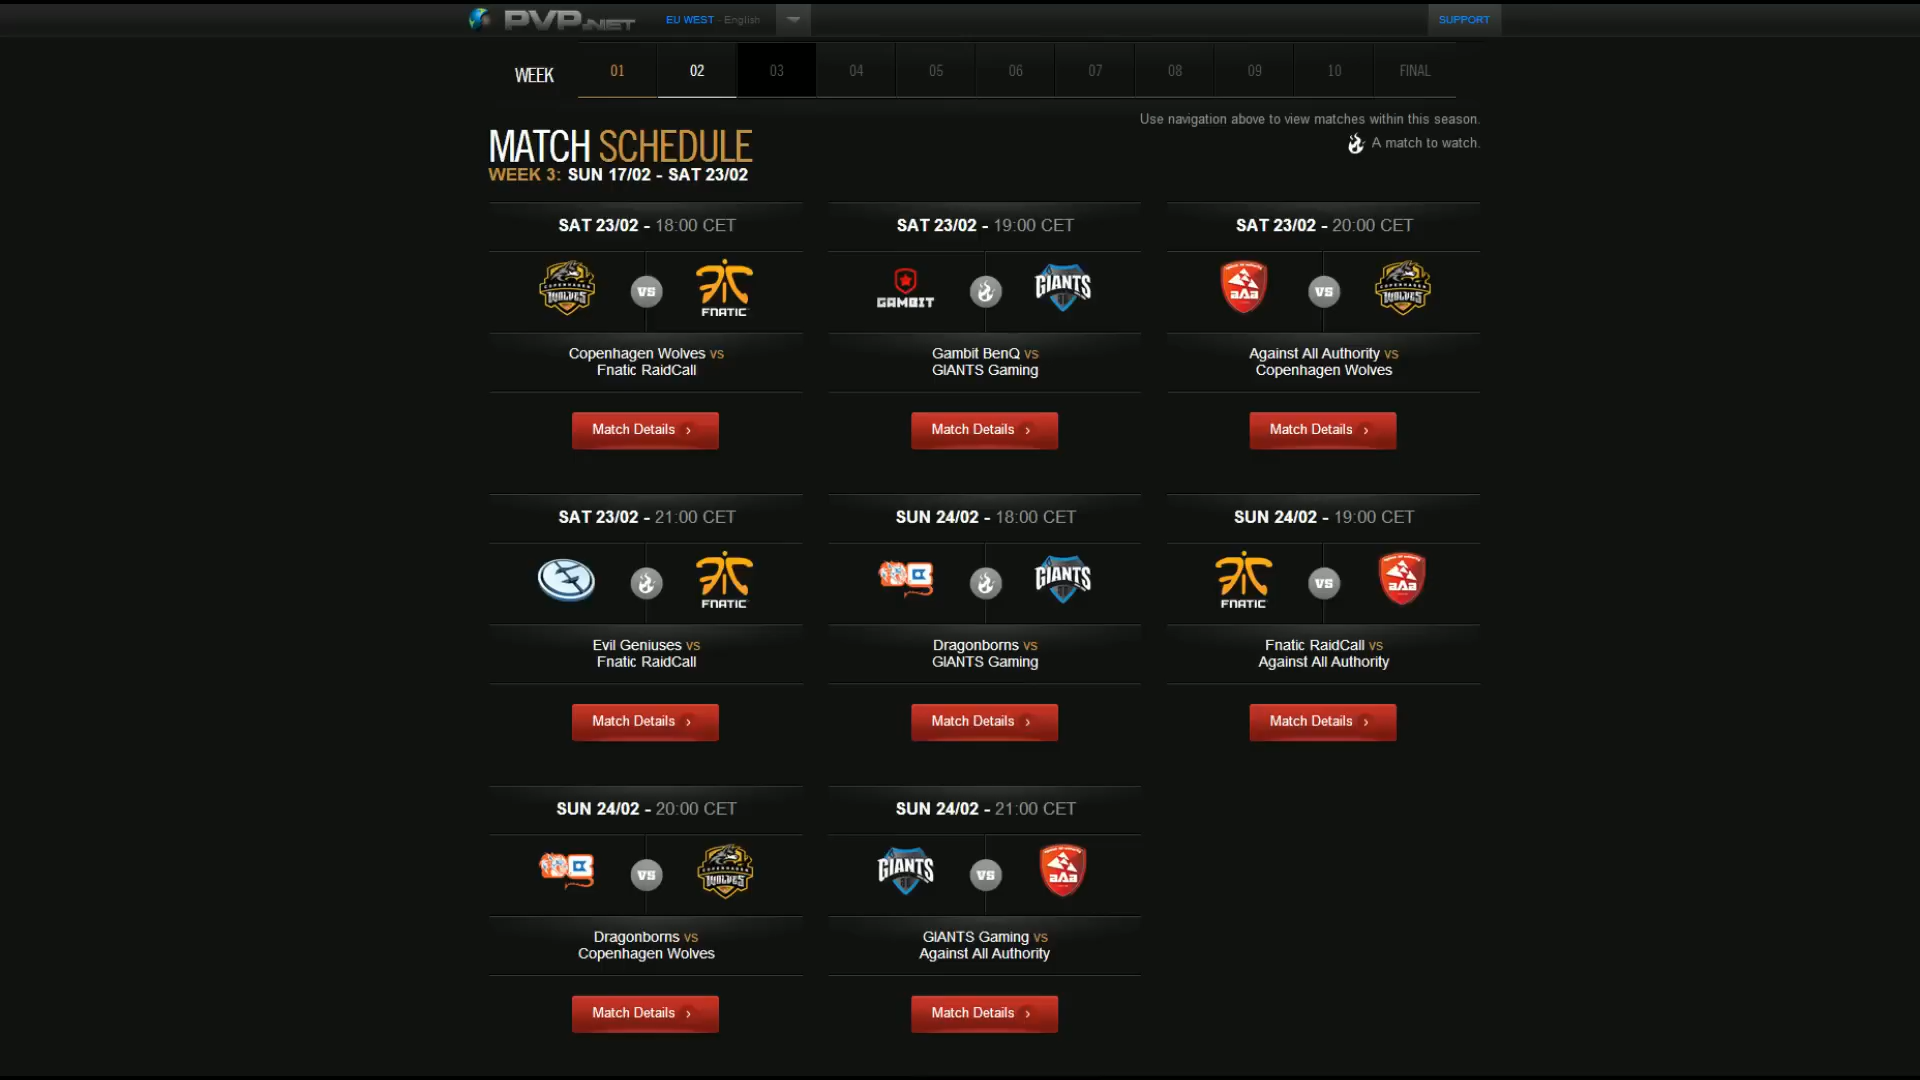 PVP.NET EU WEST - English SUPPORT
WEEK 01 02 03 04 05 06 07 08 09 10 FINAL
Use navigation above to view matches within this season.
A match to watch.
MATCH SCHEDULE
WEEK 3: SUN 17/02 - SAT 23/02
SAT 23/02 - 18:00 CET
COPENHAGEN WOLVES VS FNATIC
Copenhagen Wolves vs
Fnatic RaidCall
Match Details ›
SAT 23/02 - 19:00 CET
GAMBIT GIANTS
Gambit BenQ vs
GIANTS Gaming
Match Details ›
SAT 23/02 - 20:00 CET
aAa VS COPENHAGEN WOLVES
Against All Authority vs
Copenhagen Wolves
Match Details ›
SAT 23/02 - 21:00 CET
FNATIC
Evil Geniuses vs
Fnatic RaidCall
Match Details ›
SUN 24/02 - 18:00 CET
GIANTS
Dragonborns vs
GIANTS Gaming
Match Details ›
SUN 24/02 - 19:00 CET
FNATIC VS aAa
Fnatic RaidCall vs
Against All Authority
Match Details ›
SUN 24/02 - 20:00 CET
VS COPENHAGEN WOLVES
Dragonborns vs
Copenhagen Wolves
Match Details ›
SUN 24/02 - 21:00 CET
GIANTS VS aAa
GIANTS Gaming vs
Against All Authority
Match Details ›